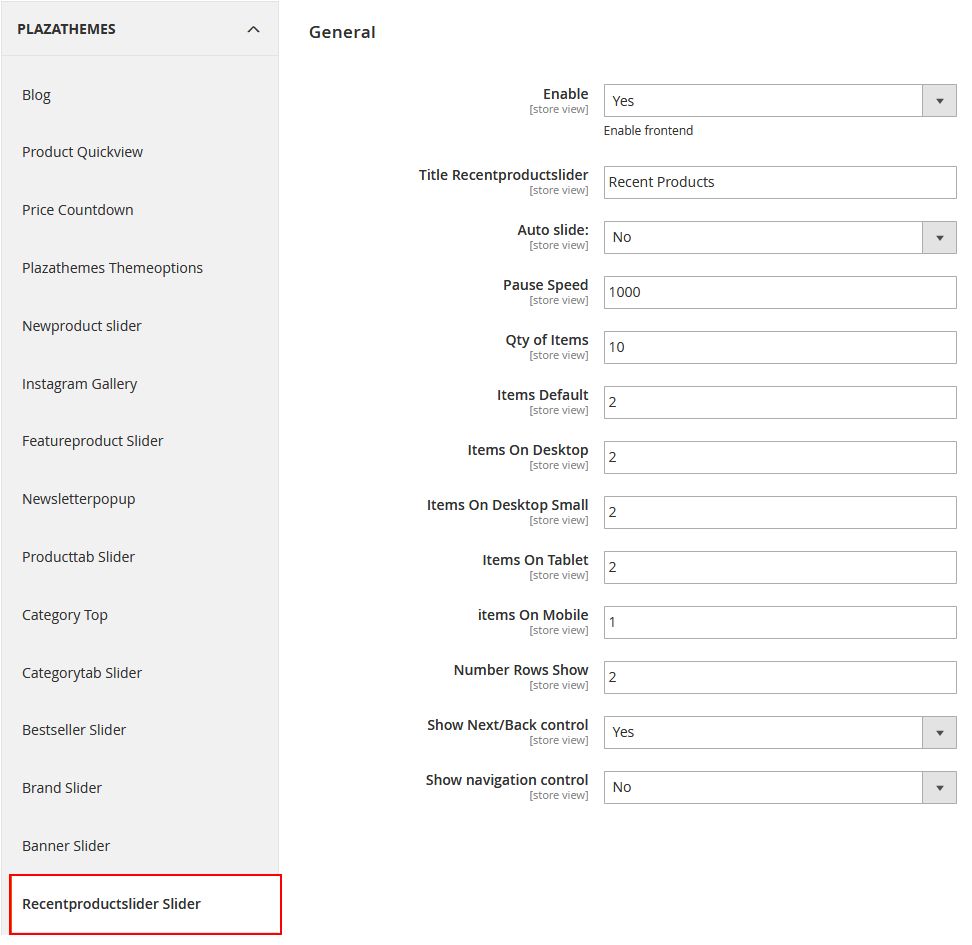 PLAZATHEMES
Blog
Product Quickview
Price Countdown
Plazathemes Themeoptions
Newproduct slider
Instagram Gallery
Featureproduct Slider
Newsletterpopup
Producttab Slider
Category Top
Categorytab Slider
Bestseller Slider
Brand Slider
Banner Slider
Recentproductslider Slider
General
Enable
[store view]
Yes
Enable frontend
Title Recentproductslider
[store view]
Recent Products
Auto slide:
[store view]
No
Pause Speed
[store view]
1000
Qty of Items
[store view]
10
Items Default
[store view]
2
Items On Desktop
[store view]
2
Items On Desktop Small
[store view]
2
Items On Tablet
[store view]
2
items On Mobile
[store view]
1
Number Rows Show
[store view]
2
Show Next/Back control
[store view]
Yes
Show navigation control
[store view]
No